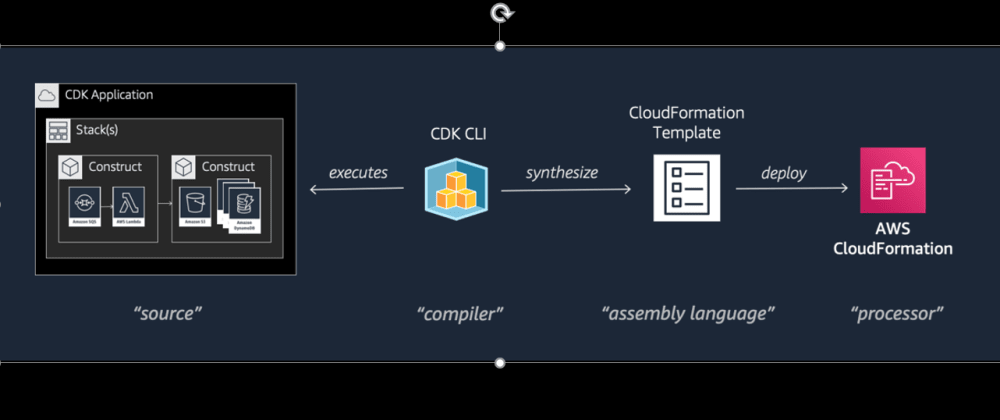 CDK Application
Stack(s)
Construct
Amazon SQS
AWS Lambda
Construct
Amazon S3
Amazon DynamoDB
executes
CDK CLI
synthesize
CloudFormation
Template
deploy
AWS
CloudFormation
“source”
“compiler”
“assembly language”
“processor”